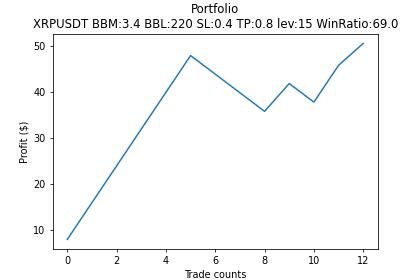 Portfolio
XRPUSDT BBM:3.4 BBL:220 SL:0.4 TP:0.8 lev:15 WinRatio:69.0
50
40
30
20
10
Profit ($)
0 2 4 6 8 10 12
Trade counts